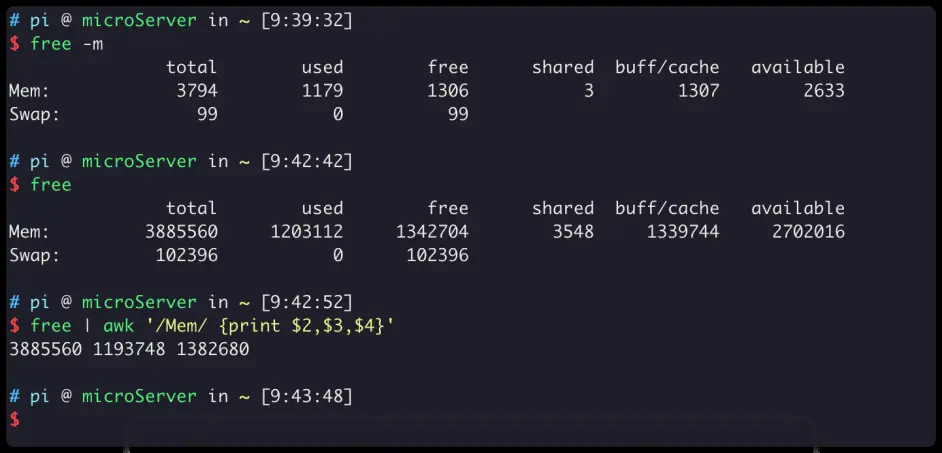 # pi @ microServer in ~ [9:39:32]
$ free -m
              total        used        free      shared  buff/cache   available
Mem:           3794        1179        1306           3        1307        2633
Swap:            99           0          99
# pi @ microServer in ~ [9:42:42]
$ free
              total        used        free      shared  buff/cache   available
Mem:        3885560     1203112     1342704        3548     1339744     2702016
Swap:        102396           0      102396
# pi @ microServer in ~ [9:42:52]
$ free | awk '/Mem/ {print $2,$3,$4}'
3885560 1193748 1382680
# pi @ microServer in ~ [9:43:48]
$